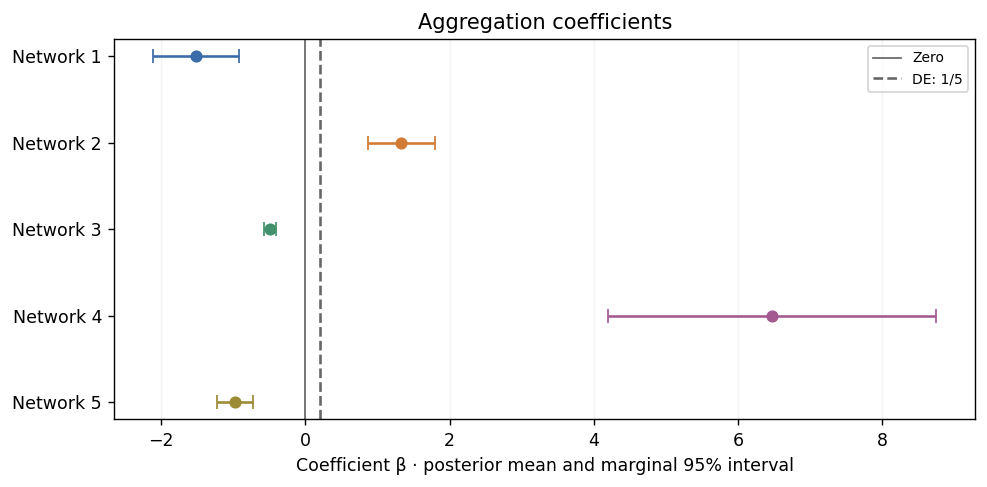 Aggregation coefficients
Zero
DE: 1/5
Network 1
Network 2
Network 3
Network 4
Network 5
−2 0 2 4 6 8
Coefficient β · posterior mean and marginal 95% interval